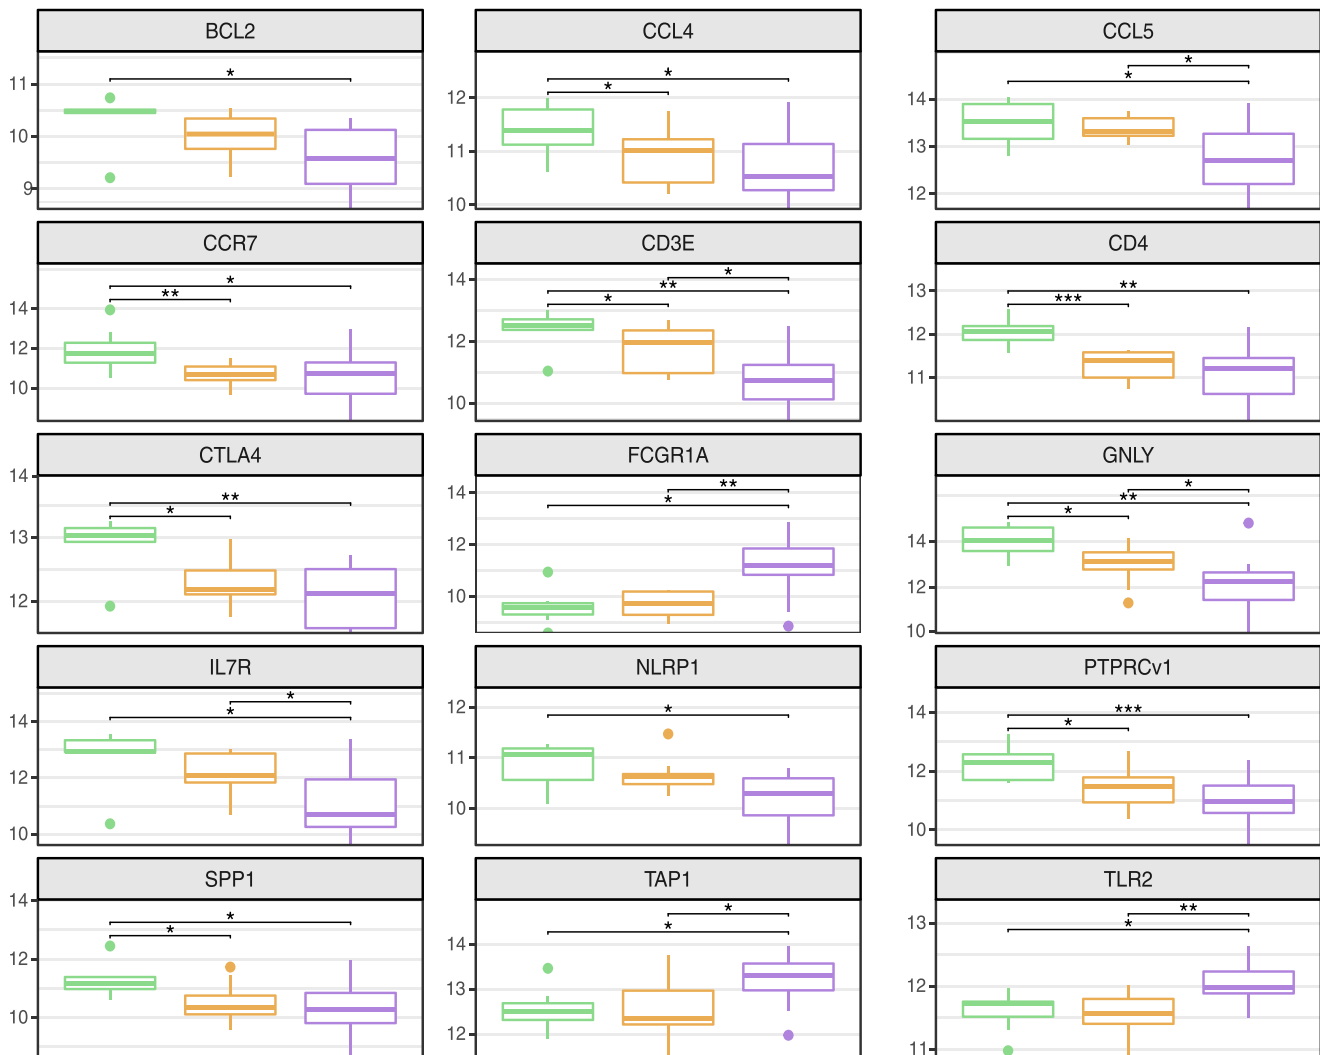 BCL2 CCL4 CCL5
* * * * *
11 10 9
12 11 10
14 13 12
CCR7 CD3E CD4
* ** * ** * ** ***
14 12 10
14 12 10
13 12 11
CTLA4 FCGR1A GNLY
** * ** * * ** *
14 13 12
14 12 10
14 12 10
IL7R NLRP1 PTPRCv1
* * * *** *
14 12 10
12 11 10
14 12 10
SPP1 TAP1 TLR2
* * * * ** *
14 12 10
14 13 12
13 12 11